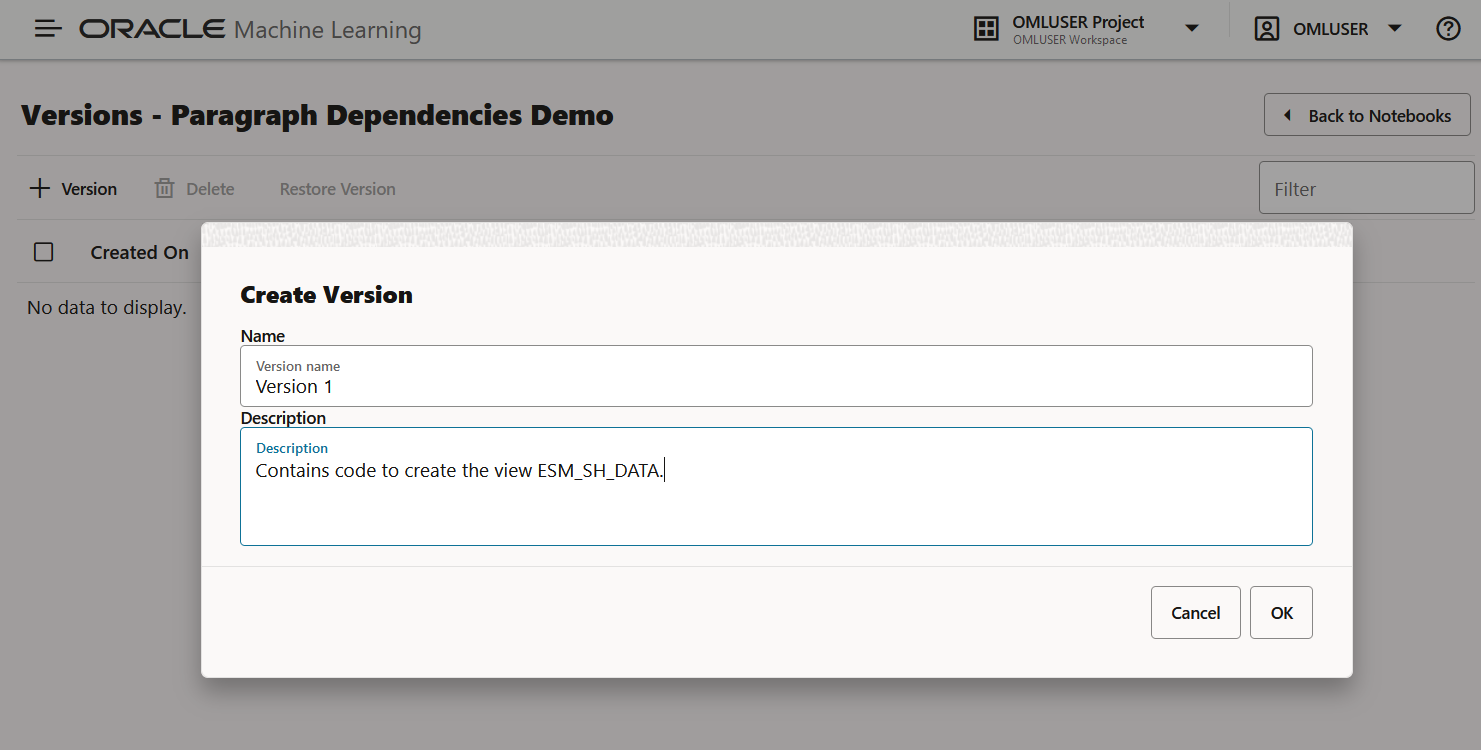 ORACLE Machine Learning
OMLUSER Project
OMLUSER Workspace
OMLUSER
?
Versions - Paragraph Dependencies Demo
Back to Notebooks
Version
Delete
Restore Version
Filter
Created On
No data to display.
Create Version
Name
Version name
Version 1
Description
Description
Contains code to create the view ESM_SH_DATA.
Cancel
OK